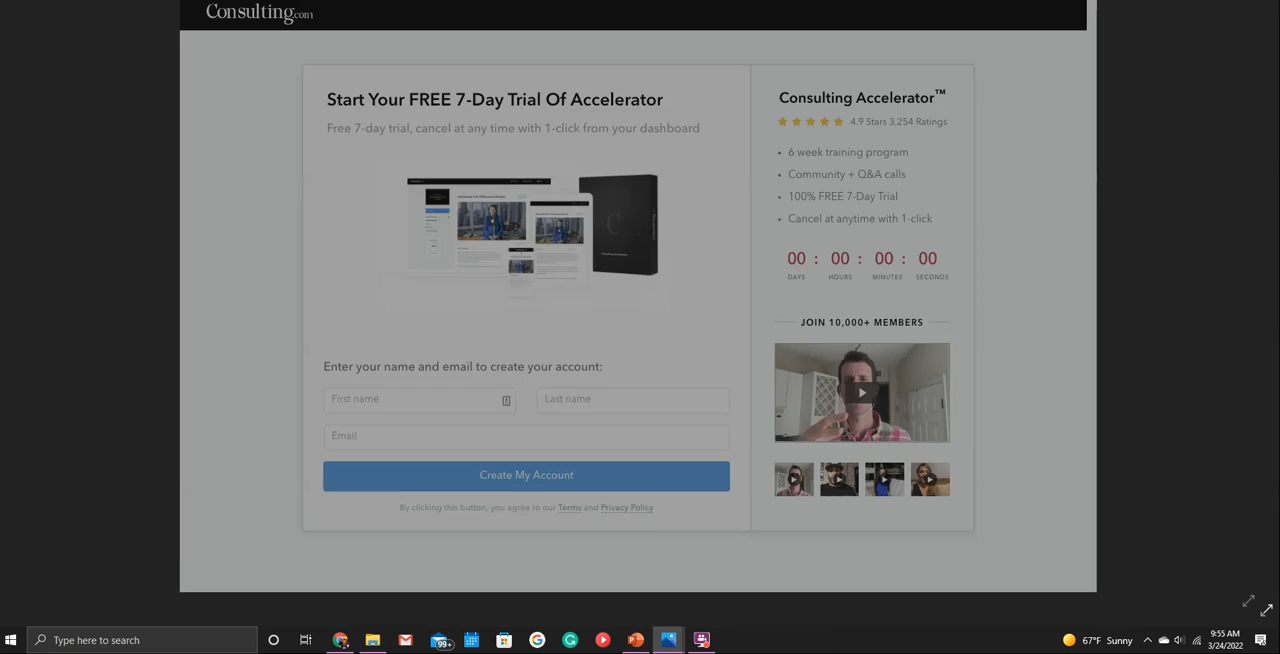 Consulting.com
Start Your FREE 7-Day Trial Of Accelerator
Free 7-day trial, cancel at any time with 1-click from your dashboard
Enter your name and email to create your account:
First name
Last name
Email
Create My Account
By clicking this button, you agree to our Terms and Privacy Policy
Consulting Accelerator™
4.9 Stars 3,254 Ratings
• 6 week training program
• Community + Q&A calls
• 100% FREE 7-Day Trial
• Cancel at anytime with 1-click
00 : 00 : 00 : 00
DAYS HOURS MINUTES SECONDS
JOIN 10,000+ MEMBERS
Type here to search
99+
67°F Sunny
9:55 AM
3/24/2022